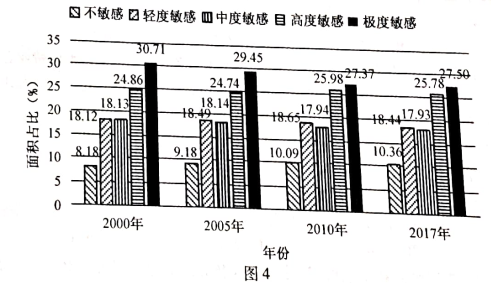 不敏感 轻度敏感 中度敏感 高度敏感 极度敏感
面积占比（%）
35
30
25
20
15
10
5
0
8.18 18.12 18.13 24.86 30.71
9.18 18.49 18.14 24.74 29.45
10.09 18.65 17.94 25.98 27.37
10.36 18.44 17.93 25.78 27.50
2000年 2005年 2010年 2017年
年份
图4